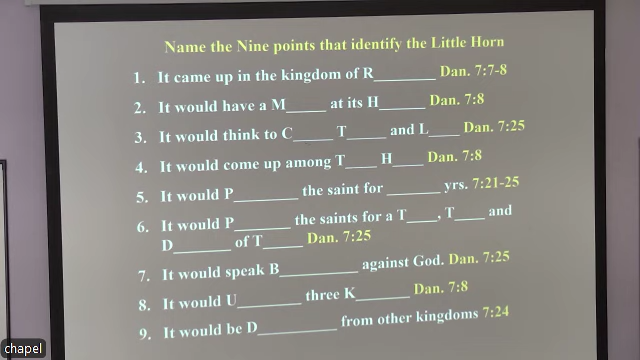 Name the Nine points that identify the Little Horn
1. It came up in the kingdom of R________ Dan. 7:7-8
2. It would have a M_____ at its H______ Dan. 7:8
3. It would think to C_____ T_____ and L____ Dan. 7:25
4. It would come up among T____ H____ Dan. 7:8
5. It would P________ the saint for _______ yrs. 7:21-25
6. It would P_______ the saints for a T____, T____ and
D_______ of T_____ Dan. 7:25
7. It would speak B__________ against God. Dan. 7:25
8. It would U________ three K_______ Dan. 7:8
9. It would be D__________ from other kingdoms 7:24
chapel